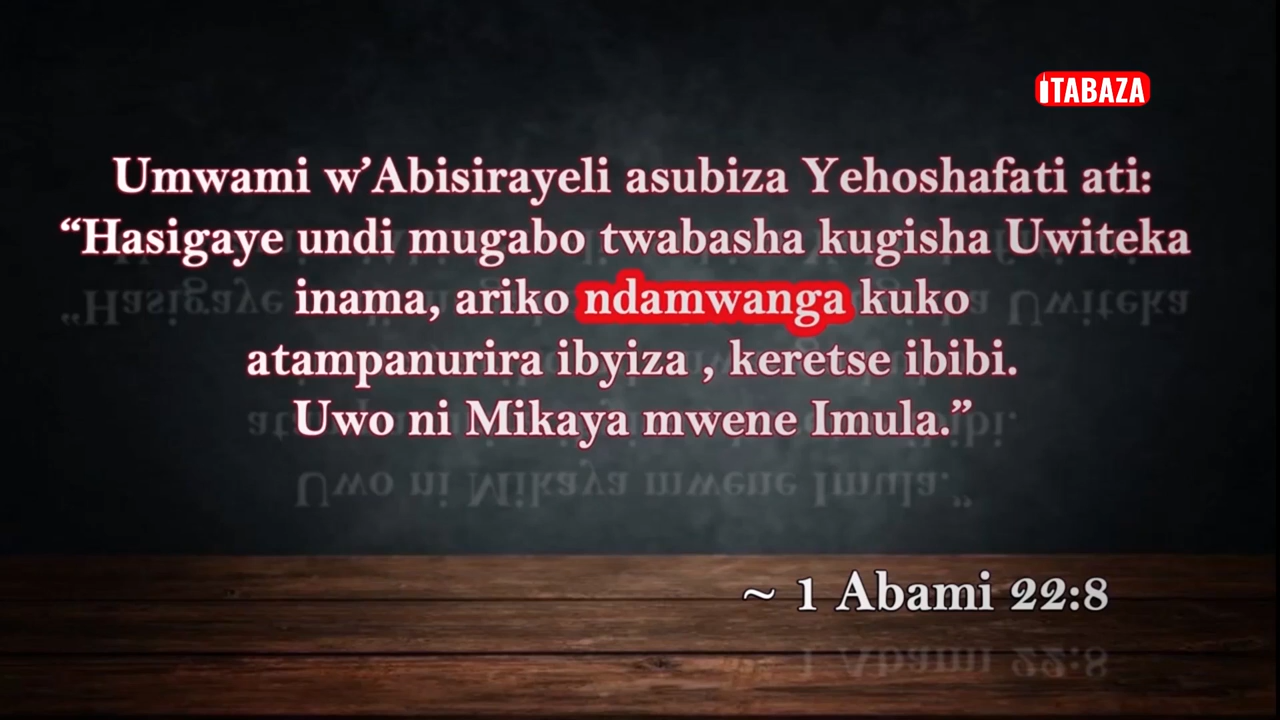 ITABAZA
Umwami w’Abisirayeli asubiza Yehoshafati ati:
“Hasigaye undi mugabo twabasha kugisha Uwiteka
inama, ariko ndamwanga kuko
atampanurira ibyiza , keretse ibibi.
Uwo ni Mikaya mwene Imula.”
~ 1 Abami 22:8